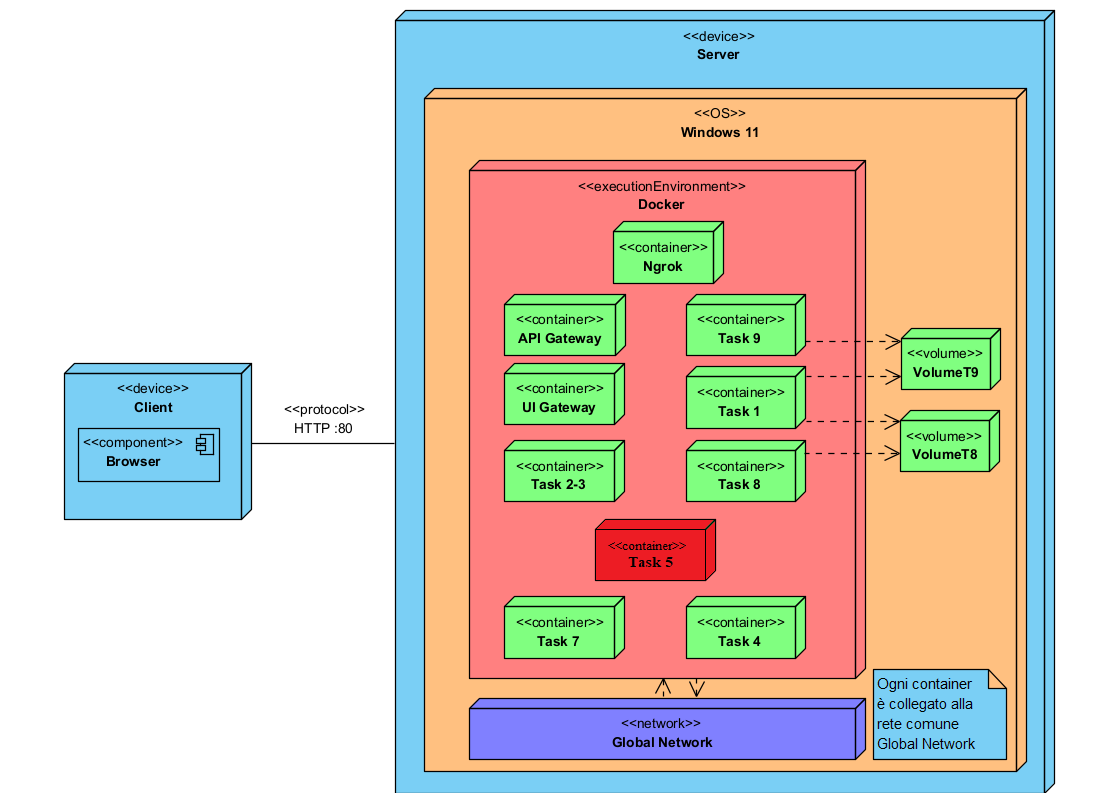 <<device>>
Server
<<OS>>
Windows 11
<<executionEnvironment>>
Docker
<<container>>
Ngrok
<<container>>
API Gateway
<<container>>
Task 9
<<volume>>
VolumeT9
<<container>>
UI Gateway
<<container>>
Task 1
<<volume>>
VolumeT8
<<container>>
Task 2-3
<<container>>
Task 8
<<container>>
Task 5
<<container>>
Task 7
<<container>>
Task 4
<<device>>
Client
<<component>>
Browser
<<protocol>>
HTTP :80
<<network>>
Global Network
Ogni container
è collegato alla
rete comune
Global Network